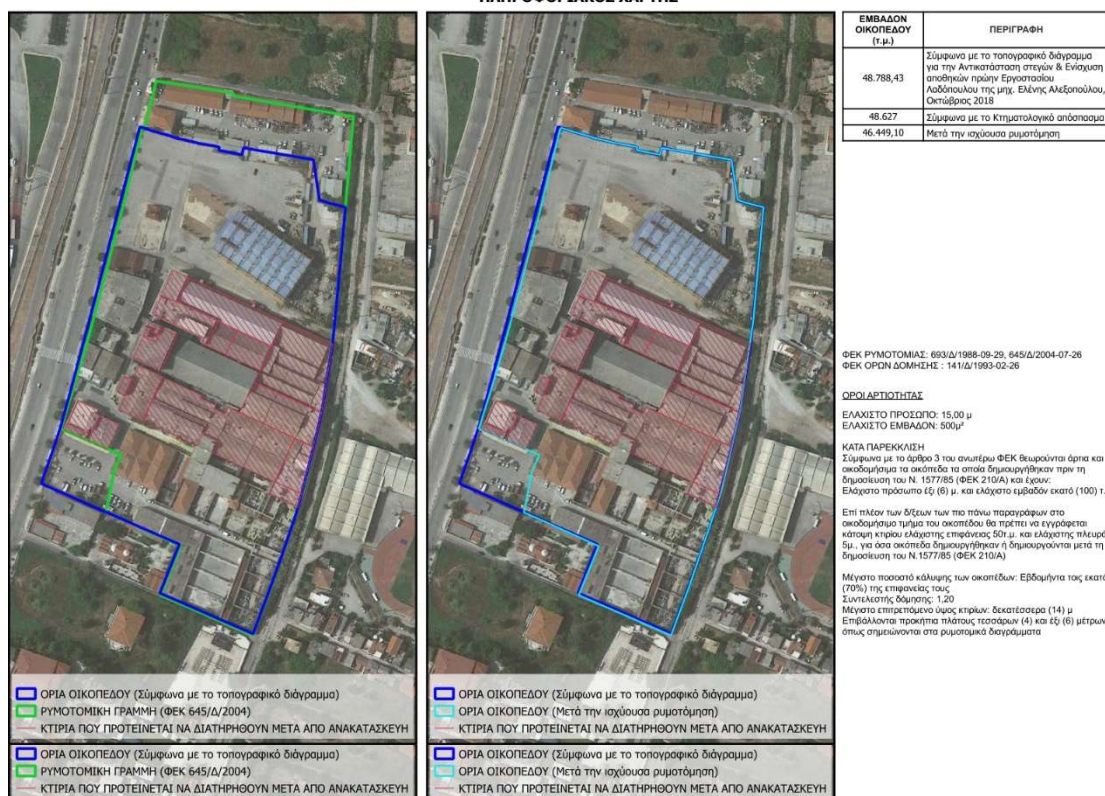 ΠΛΗΡΟΦΟΡΙΑΚΟΣ ΧΑΡΤΗΣ
ΟΡΙΑ ΟΙΚΟΠΕΔΟΥ (Σύμφωνα με το τοπογραφικό διάγραμμα)
ΡΥΜΟΤΟΜΙΚΗ ΓΡΑΜΜΗ (ΦΕΚ 645/Δ/2004)
ΚΤΙΡΙΑ ΠΟΥ ΠΡΟΤΕΙΝΕΤΑΙ ΝΑ ΔΙΑΤΗΡΗΘΟΥΝ ΜΕΤΑ ΑΠΟ ΑΝΑΚΑΤΑΣΚΕΥΗ
ΟΡΙΑ ΟΙΚΟΠΕΔΟΥ (Σύμφωνα με το τοπογραφικό διάγραμμα)
ΡΥΜΟΤΟΜΙΚΗ ΓΡΑΜΜΗ (ΦΕΚ 645/Δ/2004)
ΚΤΙΡΙΑ ΠΟΥ ΠΡΟΤΕΙΝΕΤΑΙ ΝΑ ΔΙΑΤΗΡΗΘΟΥΝ ΜΕΤΑ ΑΠΟ ΑΝΑΚΑΤΑΣΚΕΥΗ
ΟΡΙΑ ΟΙΚΟΠΕΔΟΥ (Σύμφωνα με το τοπογραφικό διάγραμμα)
ΟΡΙΑ ΟΙΚΟΠΕΔΟΥ (Μετά την ισχύουσα ρυμοτόμηση)
ΚΤΙΡΙΑ ΠΟΥ ΠΡΟΤΕΙΝΕΤΑΙ ΝΑ ΔΙΑΤΗΡΗΘΟΥΝ ΜΕΤΑ ΑΠΟ ΑΝΑΚΑΤΑΣΚΕΥΗ
ΟΡΙΑ ΟΙΚΟΠΕΔΟΥ (Σύμφωνα με το τοπογραφικό διάγραμμα)
ΟΡΙΑ ΟΙΚΟΠΕΔΟΥ (Μετά την ισχύουσα ρυμοτόμηση)
ΚΤΙΡΙΑ ΠΟΥ ΠΡΟΤΕΙΝΕΤΑΙ ΝΑ ΔΙΑΤΗΡΗΘΟΥΝ ΜΕΤΑ ΑΠΟ ΑΝΑΚΑΤΑΣΚΕΥΗ
ΕΜΒΑΔΟΝ
ΟΙΚΟΠΕΔΟΥ
(τ.μ.)
ΠΕΡΙΓΡΑΦΗ
48.788,43
Σύμφωνα με το τοπογραφικό διάγραμμα
για την Αντικατάσταση στεγών & Ενίσχυση
αποθηκών πρώην Εργοστασίου
Λαδόπουλου της μηχ. Ελένης Αλεξοπούλου,
Οκτώβριος 2018
48.627
Σύμφωνα με το Κτηματολογικό απόσπασμα
46.449,10
Μετά την ισχύουσα ρυμοτόμηση
ΦΕΚ ΡΥΜΟΤΟΜΙΑΣ: 693/Δ/1988-09-29, 645/Δ/2004-07-26
ΦΕΚ ΟΡΩΝ ΔΟΜΗΣΗΣ : 141/Δ/1993-02-26
ΟΡΟΙ ΑΡΤΙΟΤΗΤΑΣ
ΕΛΑΧΙΣΤΟ ΠΡΟΣΩΠΟ: 15,00 μ
ΕΛΑΧΙΣΤΟ ΕΜΒΑΔΟΝ: 500μ²
ΚΑΤΑ ΠΑΡΕΚΚΛΙΣΗ
Σύμφωνα με το άρθρο 3 του ανωτέρω ΦΕΚ θεωρούνται άρτια και
οικοδομήσιμα τα οικόπεδα τα οποία δημιουργήθηκαν πριν τη
δημοσίευση του Ν. 1577/85 (ΦΕΚ 210/Α) και έχουν:
Ελάχιστο πρόσωπο έξι (6) μ. και ελάχιστο εμβαδόν εκατό (100) τ.
Επί πλέον των δ/ξεων των πιο πάνω παραγράφων στο
οικοδομήσιμο τμήμα του οικοπέδου θα πρέπει να εγγράφεται
κάτοψη κτιρίου ελάχιστης επιφάνειας 50τ.μ. και ελάχιστης πλευρά
5μ., για όσα οικόπεδα δημιουργήθηκαν ή δημιουργούνται μετά τη
δημοσίευση του Ν.1577/85 (ΦΕΚ 210/Α)
Μέγιστο ποσοστό κάλυψης των οικοπέδων: Εβδομήντα τοις εκατό
(70%) της επιφανείας τους
Συντελεστής δόμησης: 1,20
Μέγιστο επιτρεπόμενο ύψος κτιρίων: δεκατέσσερα (14) μ
Επιβάλλονται προκήπια πλάτους τεσσάρων (4) και έξι (6) μέτρων
όπως σημειώνονται στα ρυμοτομικά διαγράμματα